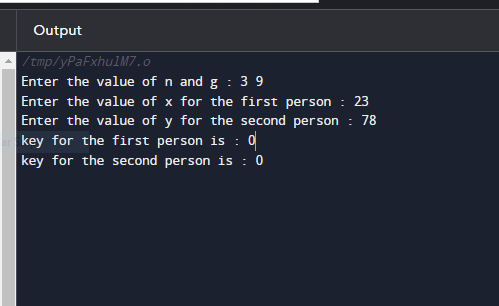 Output
/tmp/yPaFxhulM7.o
Enter the value of n and g : 3 9
Enter the value of x for the first person : 23
Enter the value of y for the second person : 78
key for the first person is : 0
key for the second person is : 0